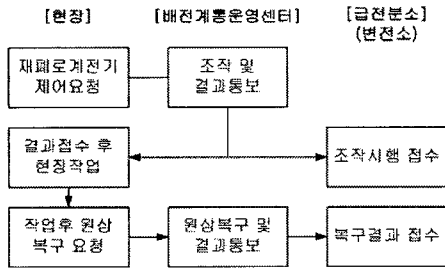 [현장] [배전계통운영센터] [급전분소]
(변전소)
재폐로계전기
제어요청
조작 및
결과통보
결과접수 후
현장작업
조작시행 접수
작업후 원상
복구 요청
원상복구 및
결과통보
복구결과 접수